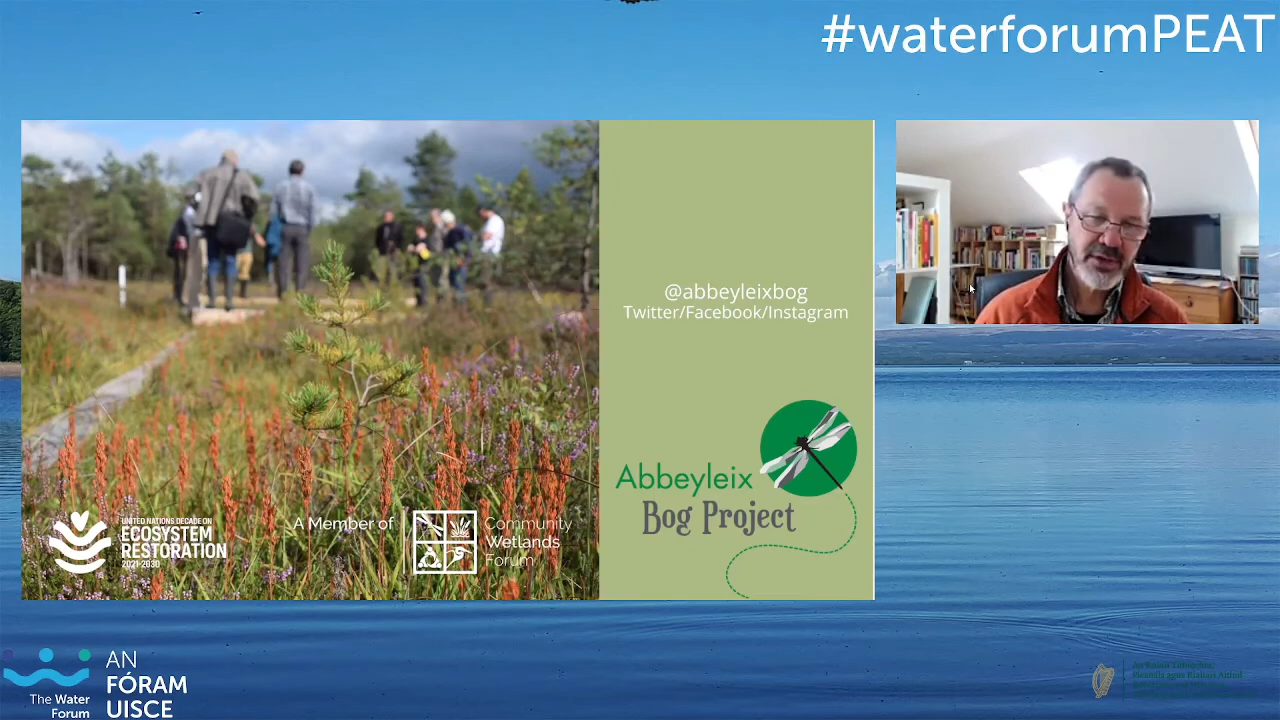 #waterforumPEAT
@abbeyleixbog
Twitter/Facebook/Instagram
Abbeyleix
Bog Project
UNITED NATIONS DECADE ON
ECOSYSTEM
RESTORATION
2021-2030
A Member of
Community
Wetlands
Forum
The Water
Forum
AN
FÓRAM
UISCE